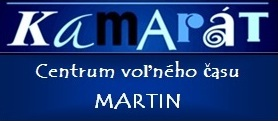 KaMARáT
Centrum voľného času
MARTIN